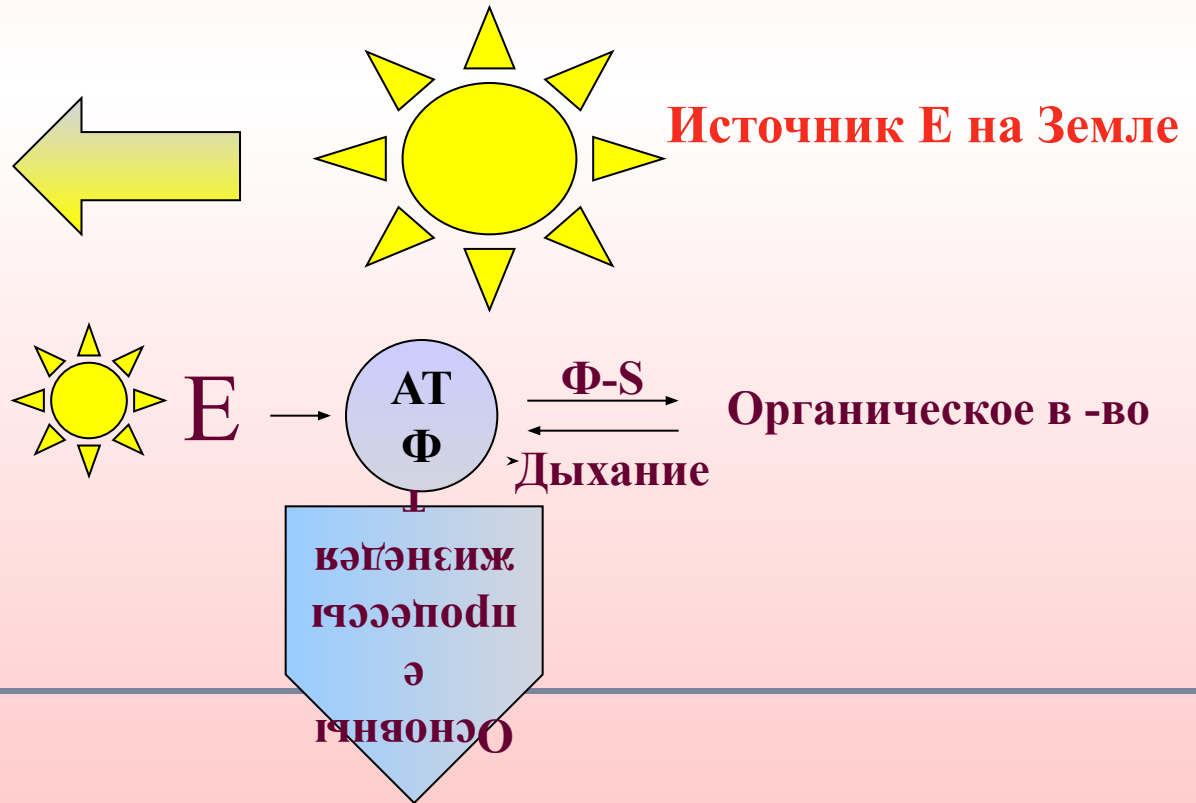 Источник Е на Земле
Е
АТ
Ф
Ф-S
Органическое в -во
Дыхание
Основны
е
процессы
жизнедея
т